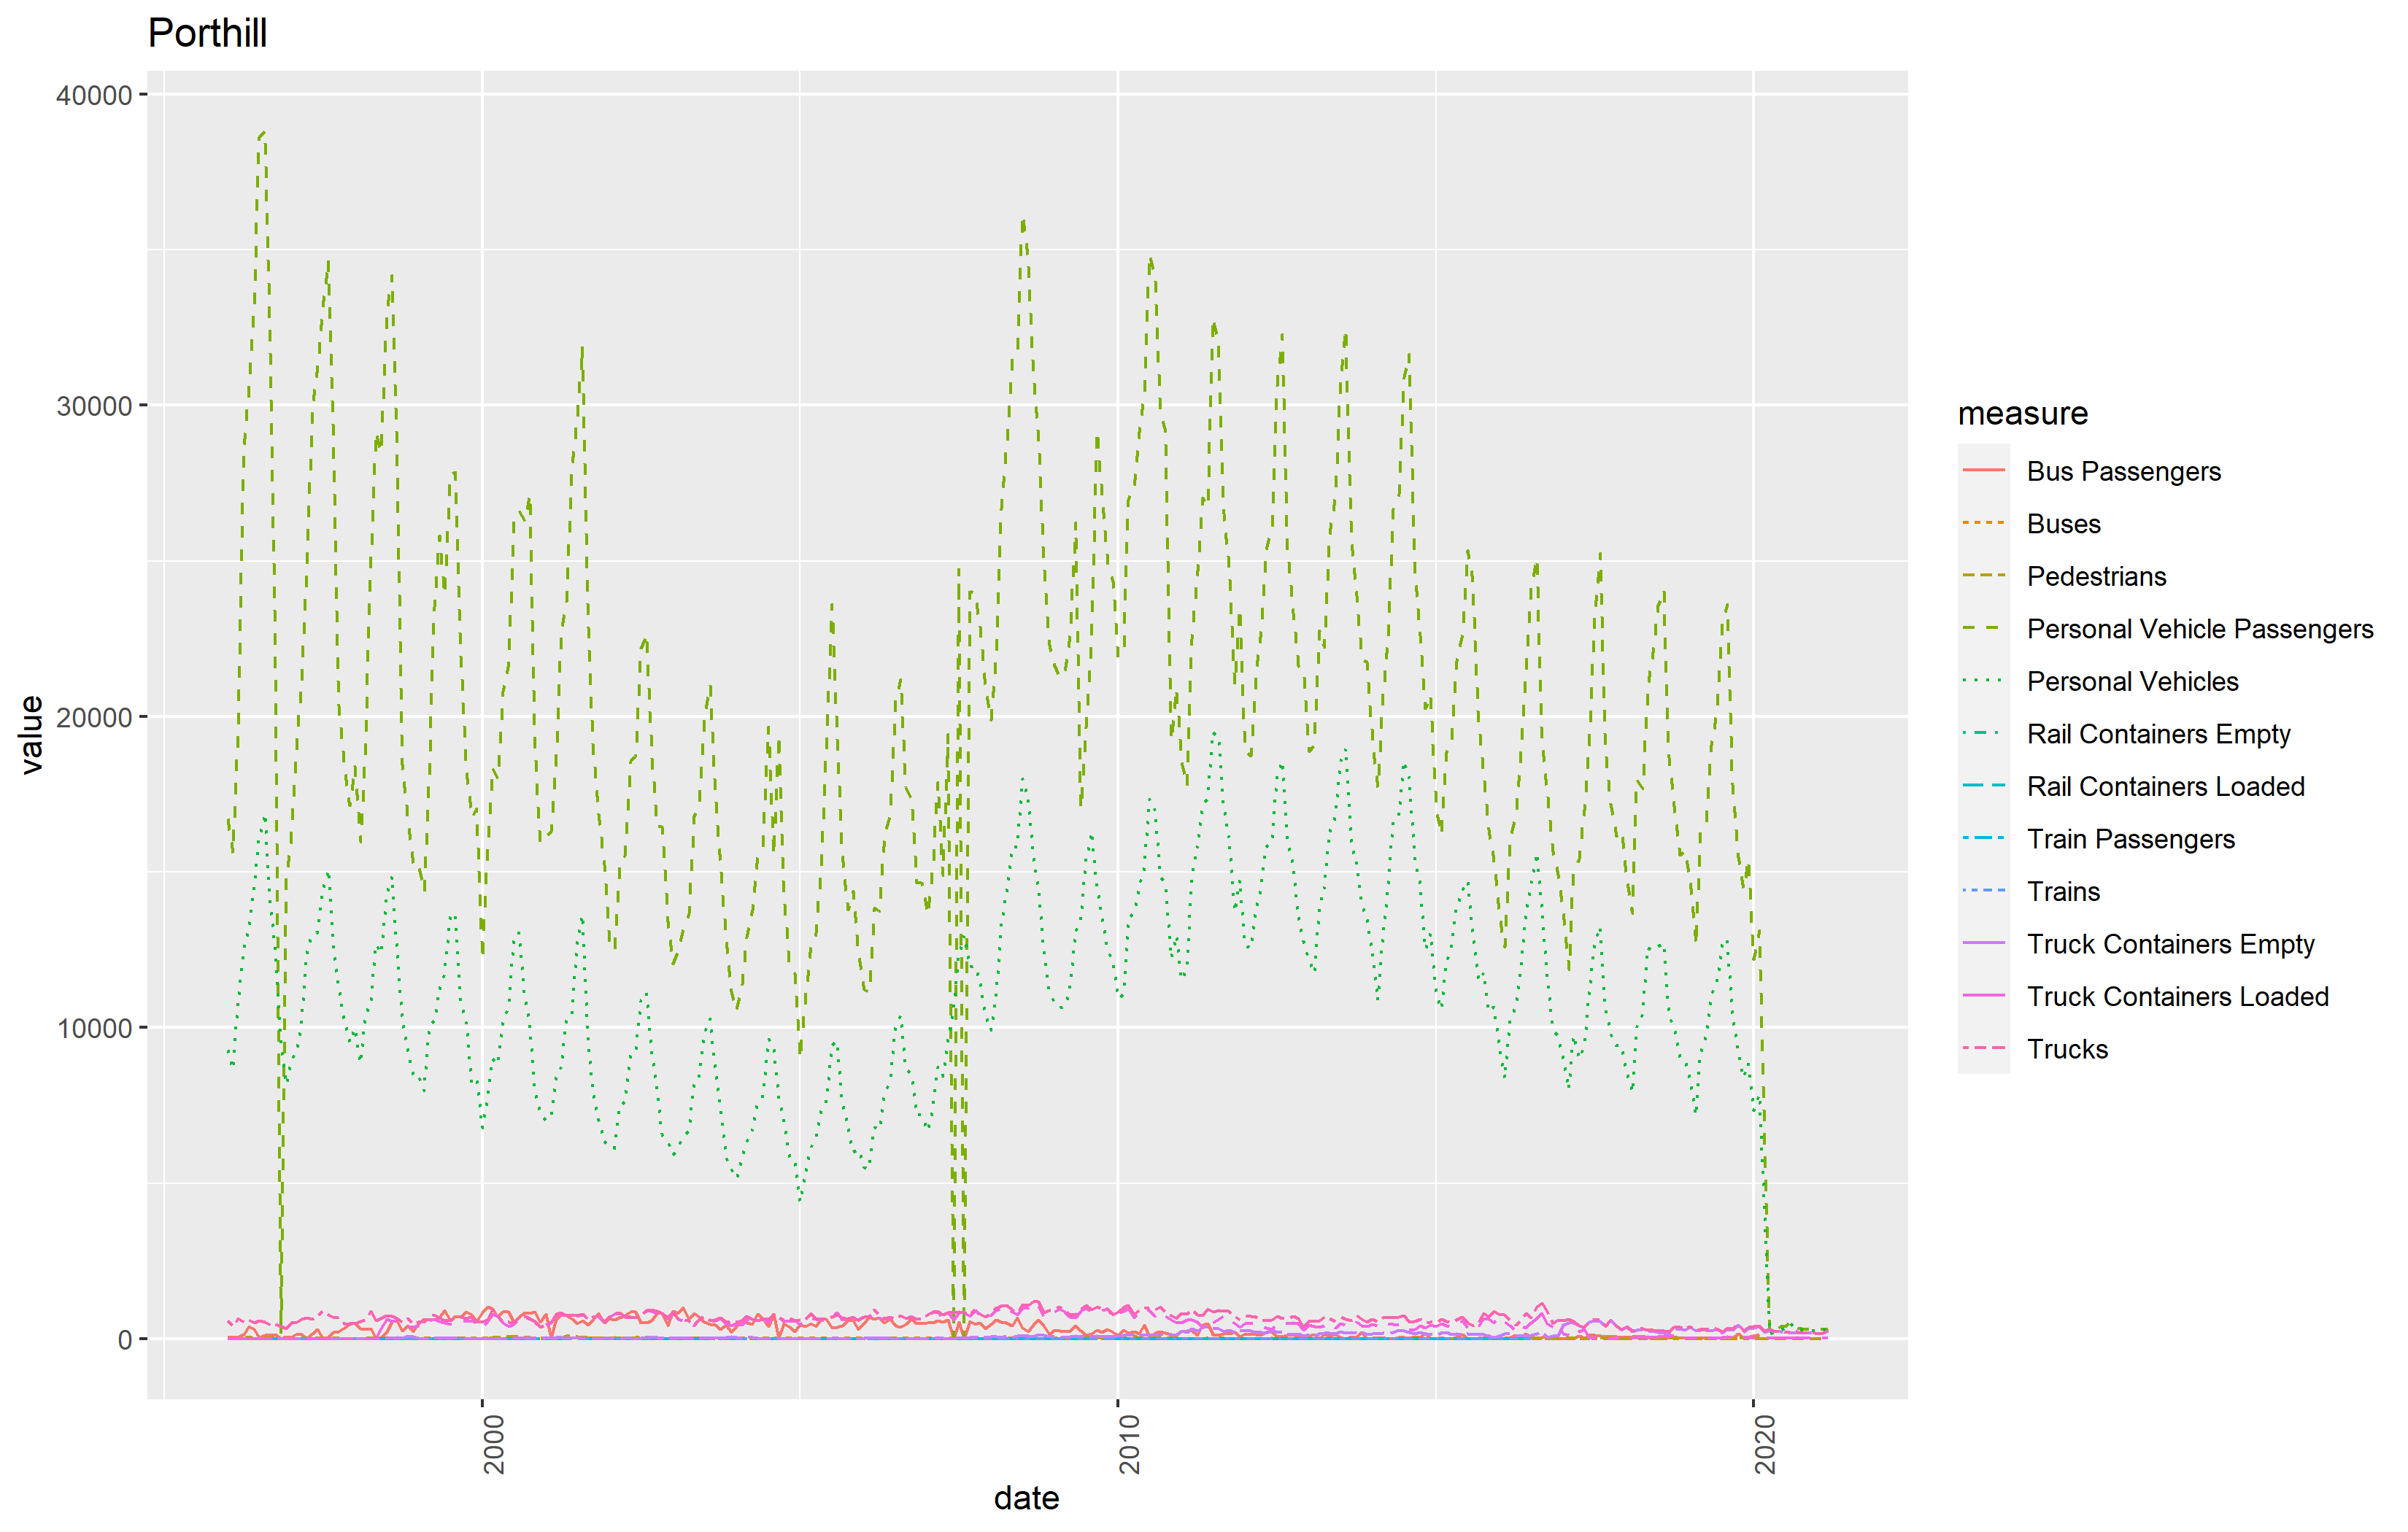 Porthill
40000
30000
20000
10000
0
value
2000
2010
2020
date
measure
Bus Passengers
Buses
Pedestrians
Personal Vehicle Passengers
Personal Vehicles
Rail Containers Empty
Rail Containers Loaded
Train Passengers
Trains
Truck Containers Empty
Truck Containers Loaded
Trucks